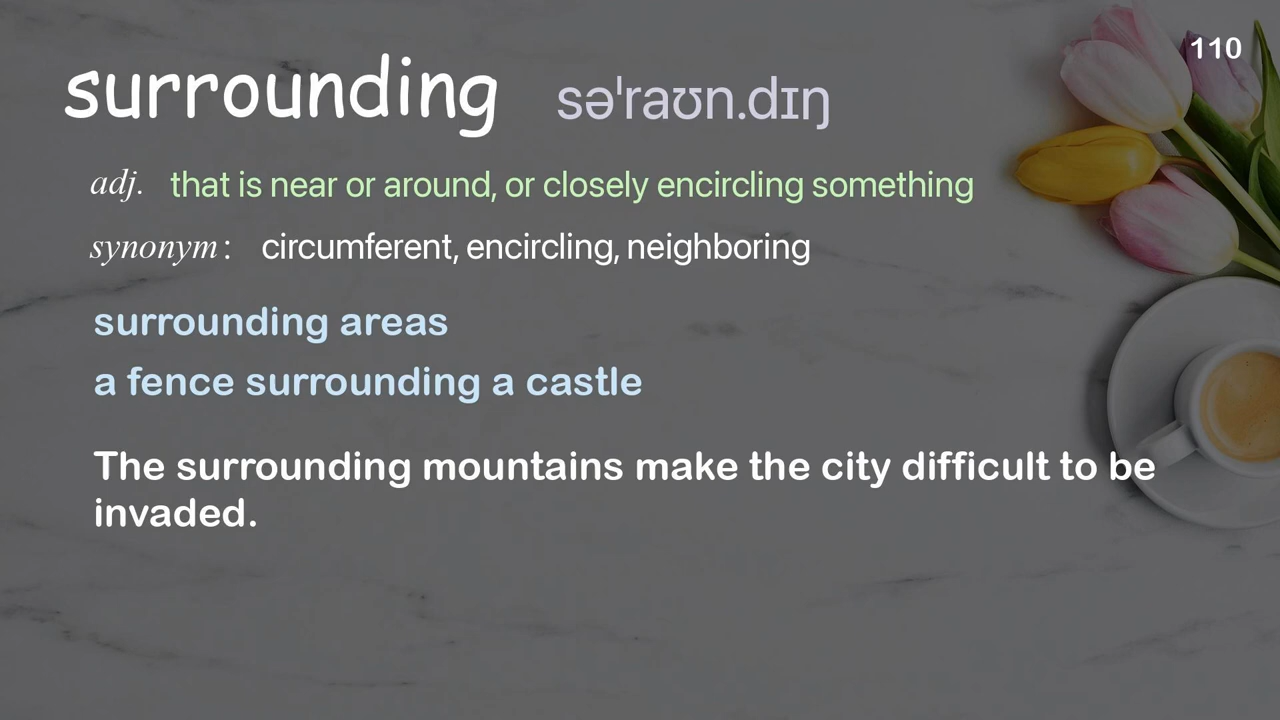 110
surrounding səˈraʊn.dɪŋ
adj. that is near or around, or closely encircling something
synonym: circumferent, encircling, neighboring
surrounding areas
a fence surrounding a castle
The surrounding mountains make the city difficult to be
invaded.